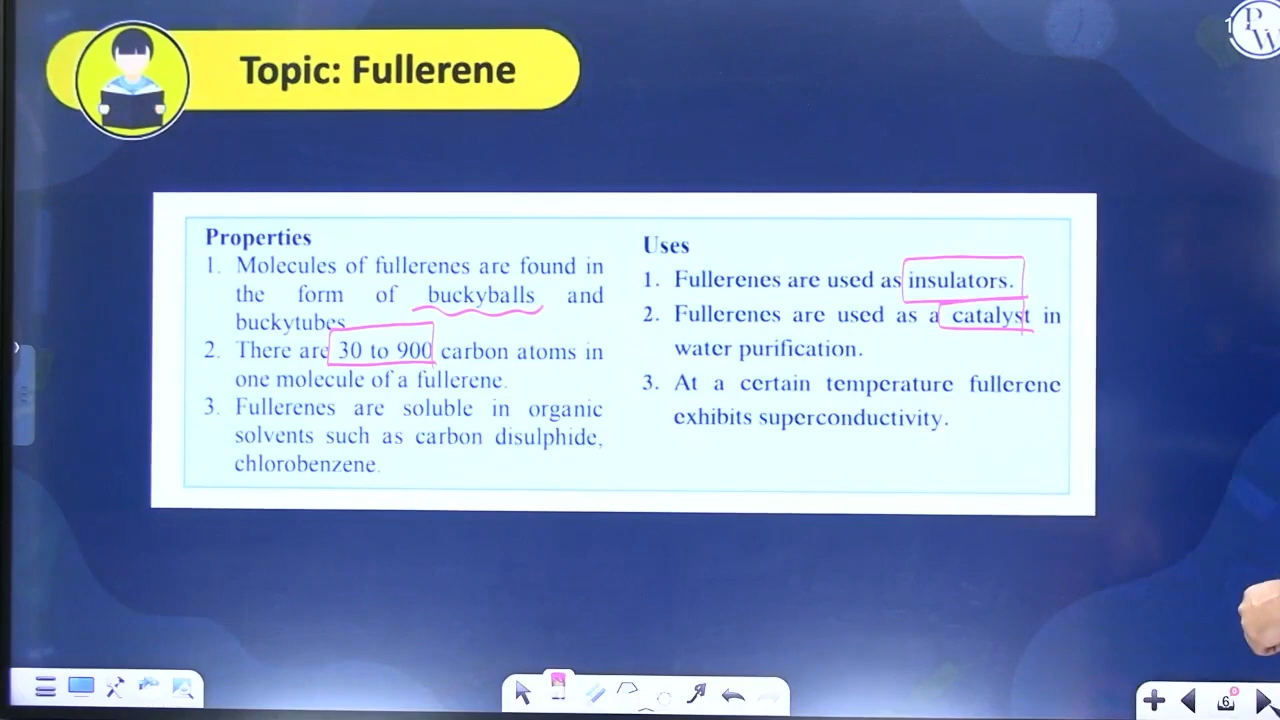 Topic: Fullerene
PW
Properties
1. Molecules of fullerenes are found in
the form of buckyballs and
buckytubes
2. There are 30 to 900 carbon atoms in
one molecule of a fullerene.
3. Fullerenes are soluble in organic
solvents such as carbon disulphide,
chlorobenzene.
Uses
1. Fullerenes are used as insulators.
2. Fullerenes are used as a catalyst in
water purification.
3. At a certain temperature fullerene
exhibits superconductivity.
6